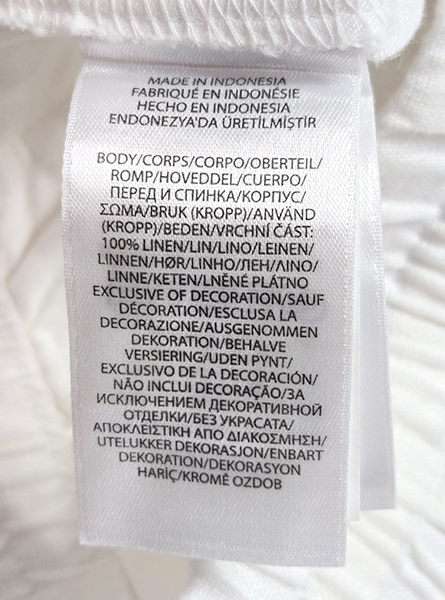 MADE IN INDONESIA
FABRIQUÉ EN INDONÉSIE
HECHO EN INDONESIA
ENDONEZYA'DA ÜRETİLMİŞTİR
BODY/CORPS/CORPO/OBERTEIL/
ROMP/HOVEDDEL/CUERPO/
ПЕРЕД И СПИНКА/КОРПУС/
ΣΩΜΑ/BRUK (KROPP)/ANVÄND
(KROPP)/BEDEN/VRCHNÍ ČÁST:
100% LINEN/LIN/LINO/LEINEN/
LINNEN/HØR/LINHO/ЛЕН/ΛΙΝΟ/
LINNE/KETEN/LNĚNÉ PLÁTNO
EXCLUSIVE OF DECORATION/SAUF
DÉCORATION/ESCLUSA LA
DECORAZIONE/AUSGENOMMEN
DEKORATION/BEHALVE
VERSIERING/UDEN PYNT/
EXCLUSIVO DE LA DECORACIÓN/
NÃO INCLUI DECORAÇÃO/ЗА
ИСКЛЮЧЕНИЕМ ДЕКОРАТИВНОЙ
ОТДЕЛКИ/БЕЗ УКРАСАТА/
ΑΠΟΚΛΕΙΣΤΙΚΗ ΑΠΟ ΔΙΑΚΟΣΜΗΣΗ/
UTELUKKER DEKORASJON/ENBART
DEKORATION/DEKORASYON
HARİÇ/KROMĚ OZDOB